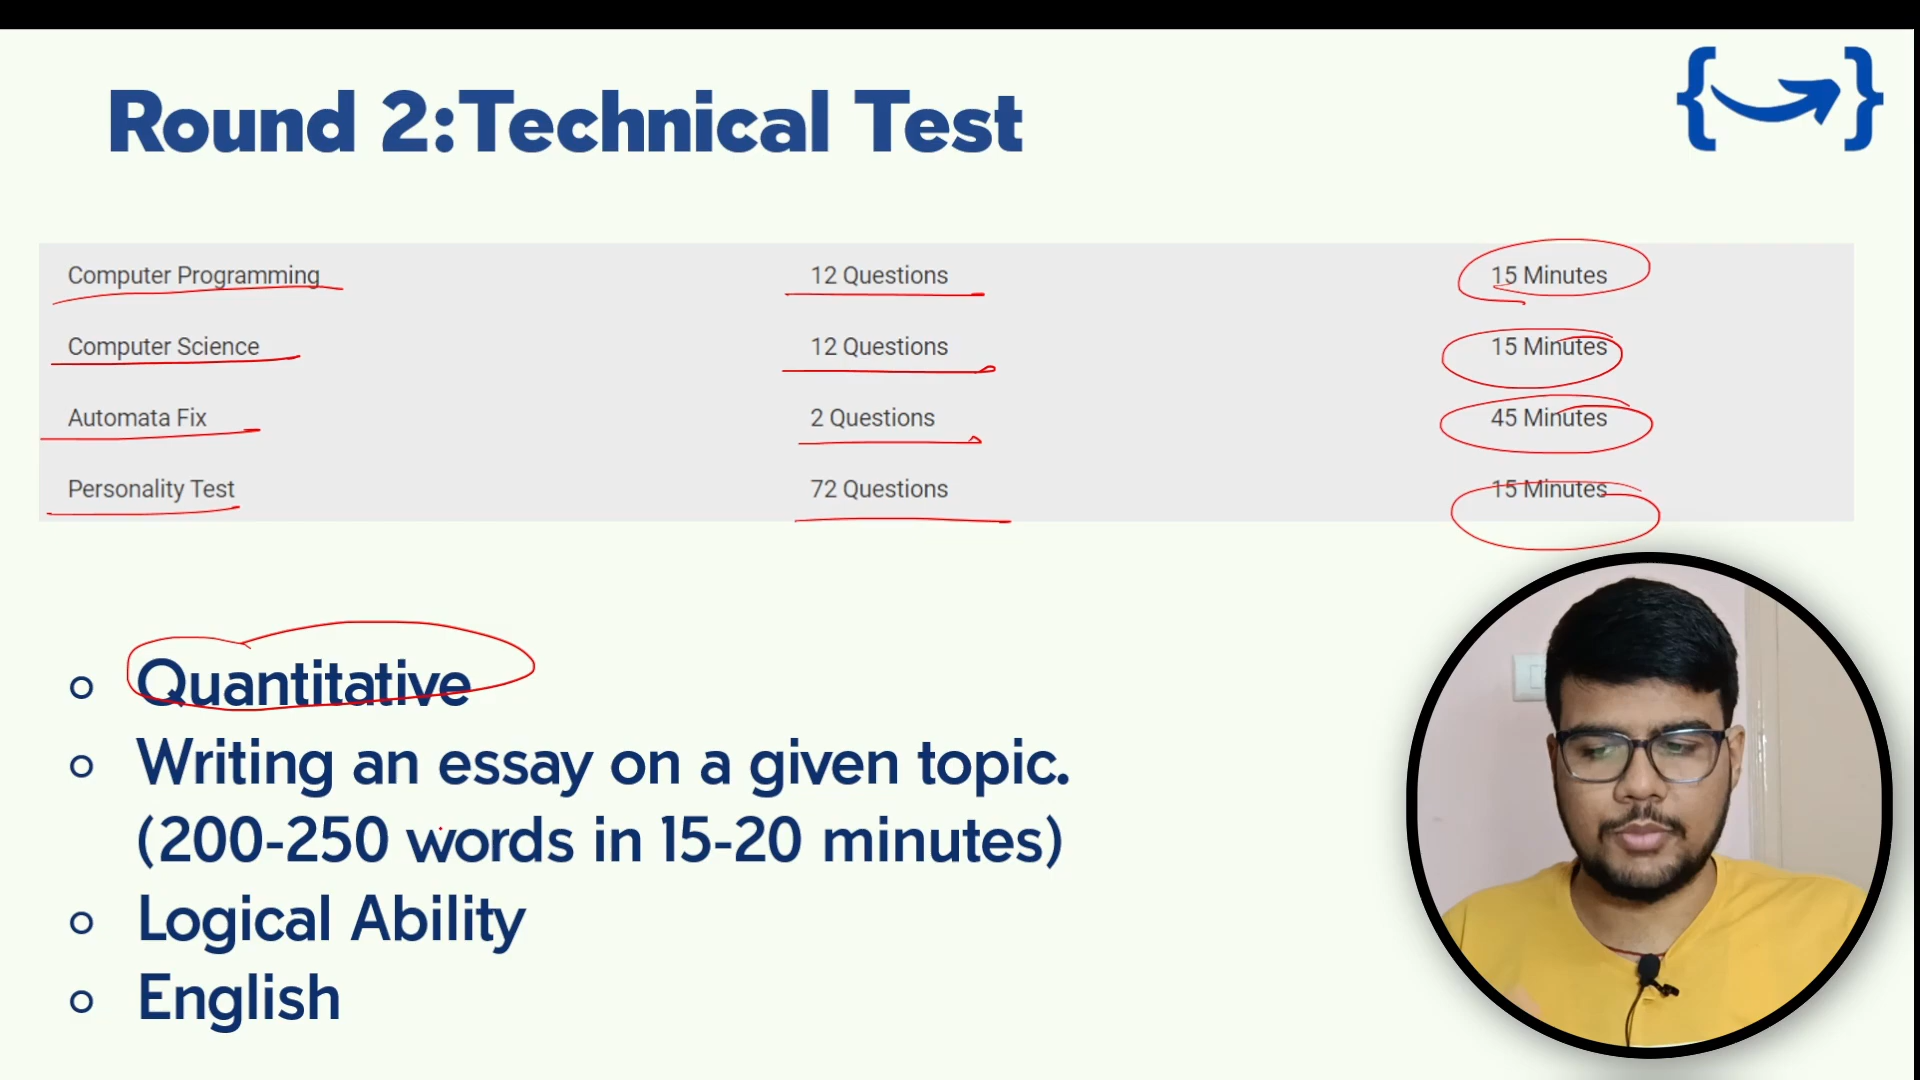 Round 2:Technical Test
Computer Programming 12 Questions 15 Minutes
Computer Science 12 Questions 15 Minutes
Automata Fix 2 Questions 45 Minutes
Personality Test 72 Questions 15 Minutes
Quantitative
Writing an essay on a given topic.
(200-250 words in 15-20 minutes)
Logical Ability
English